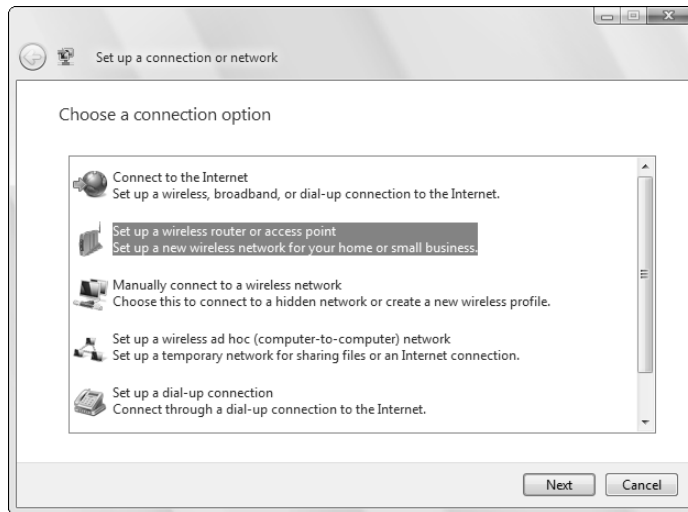 Set up a connection or network
Choose a connection option
Connect to the Internet
Set up a wireless, broadband, or dial-up connection to the Internet.
Set up a wireless router or access point
Set up a new wireless network for your home or small business.
Manually connect to a wireless network
Choose this to connect to a hidden network or create a new wireless profile.
Set up a wireless ad hoc (computer-to-computer) network
Set up a temporary network for sharing files or an Internet connection.
Set up a dial-up connection
Connect through a dial-up connection to the Internet.
Next Cancel